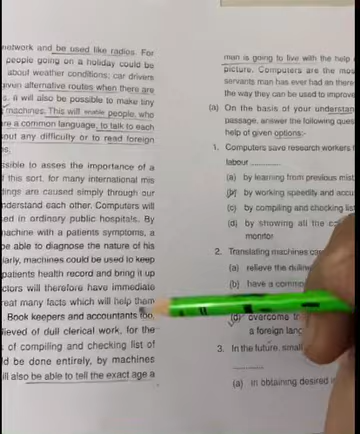 network and be used like radios. For
people going on a holiday could be
about weather conditions; car drivers
given alternative routes when there are
s. it will also be possible to make tiny
machines. This will enable people, who
are a common language, to talk to each
out any difficulty or to read foreign
ssible to asses the importance of a
this sort, for many international mis
tings are caused simply through our
nderstand each other. Computers will
sed in ordinary public hospitals. By
machine with a patients symptoms, a
be able to diagnose the nature of his
larly, machines could be used to keep
patients health record and bring it up
ctors will therefore have immediate
reat many facts which will help them
Book keepers and accountants too,
lieved of dull clerical work, for the
of compiling and checking list of
ld be done entirely, by machines
ill also be able to tell the exact age a
man is going to live with the help
picture. Computers are the mos
servants man has ever had an there
the way they can be used to improve
(a) On the basis of your understan
passage, answer the following ques
help of given options:-
1. Computers save research workers
labour
(a) by learning from previous mist
(b) by working speedily and accu
(c) by compiling and checking lis
(d) by showing all the
monitor
2. Translating machines can
(a) relieve the
(b) have a comm
(d) overcome
a foreign lang
3. In the future, small
(a) in obtaining desired i